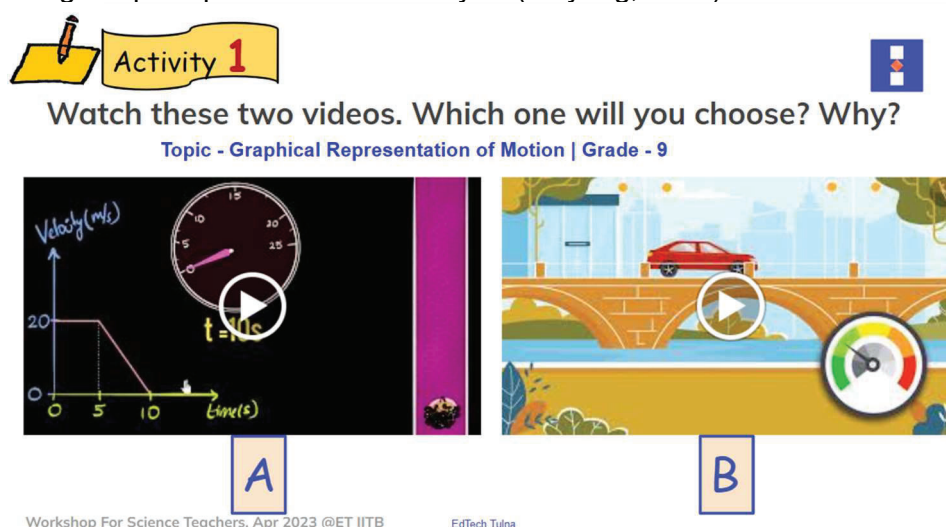 Activity 1
Watch these two videos. Which one will you choose? Why?
Topic - Graphical Representation of Motion | Grade - 9
Velocity (m/s)
20
0
0 5 10 time(s)
0 5 10 15 20 25
t = 10s
A
B
Workshop For Science Teachers, Apr 2023 @ET IITB
EdTech Tulna